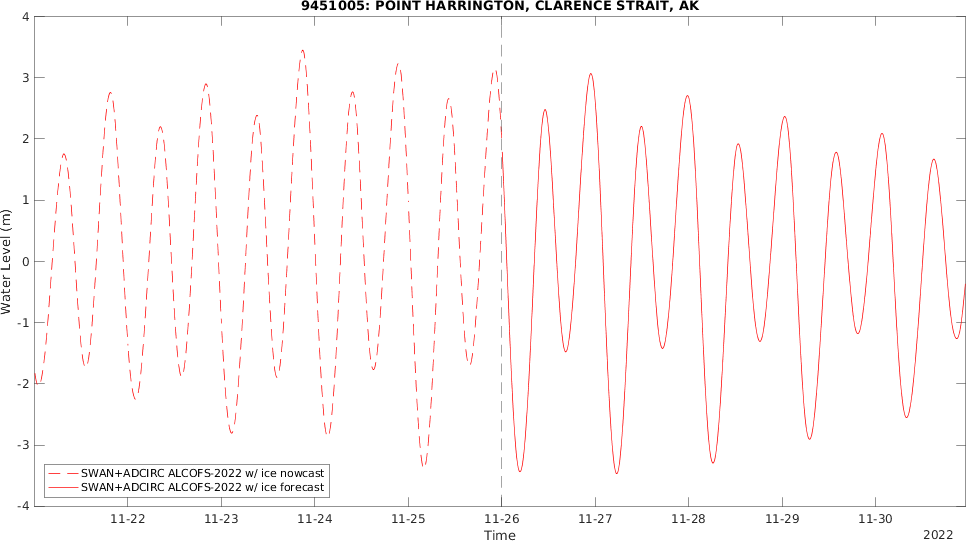 9451005: POINT HARRINGTON, CLARENCE STRAIT, AK
Water Level (m)
4
3
2
1
0
-1
-2
-3
-4
SWAN+ADCIRC ALCOFS-2022 w/ ice nowcast
SWAN+ADCIRC ALCOFS-2022 w/ ice forecast
11-22 11-23 11-24 11-25 11-26 11-27 11-28 11-29 11-30
Time
2022